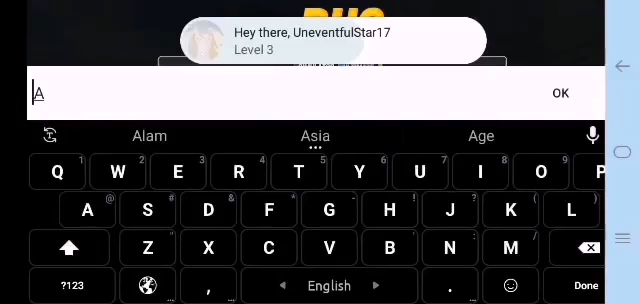 Hey there, UneventfulStar17
Level 3
A
OK
Alam Asia Age
Q 1 W 2 E 3 R 4 T 5 Y 6 U 7 I 8 O 9 P
A @ S # D & F * G - H ! J ? K ( L )
Z " X C V B ' N : M /
?123 , English . Done